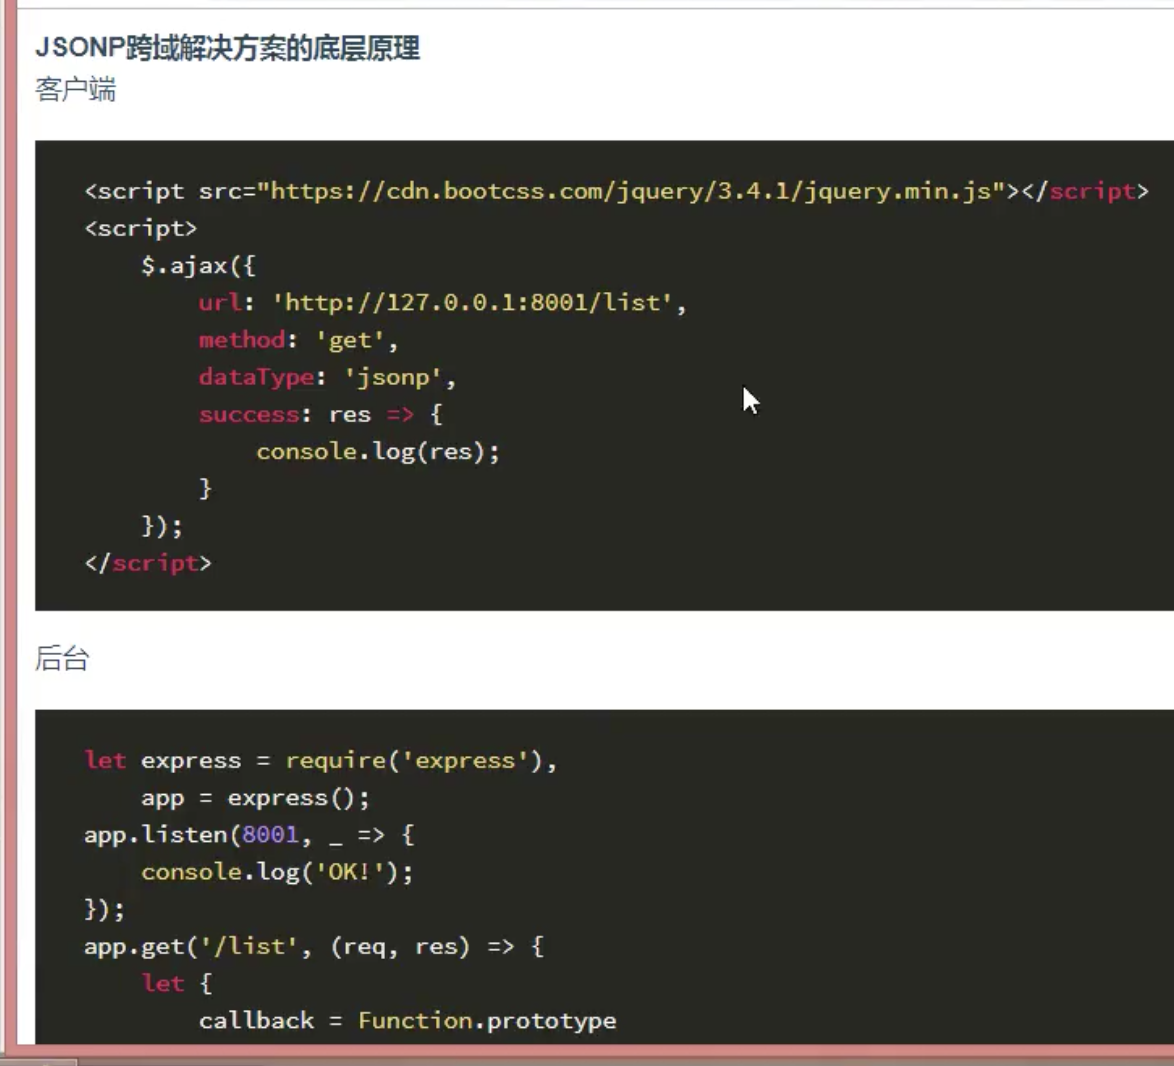 JSONP跨域解决方案的底层原理
客户端
<script src="https://cdn.bootcss.com/jquery/3.4.1/jquery.min.js"></script>
<script>
    $.ajax({
        url: 'http://127.0.0.1:8001/list',
        method: 'get',
        dataType: 'jsonp',
        success: res => {
            console.log(res);
        }
    });
</script>
后台
let express = require('express'),
    app = express();
app.listen(8001, _ => {
    console.log('OK!');
});
app.get('/list', (req, res) => {
    let {
        callback = Function.prototype